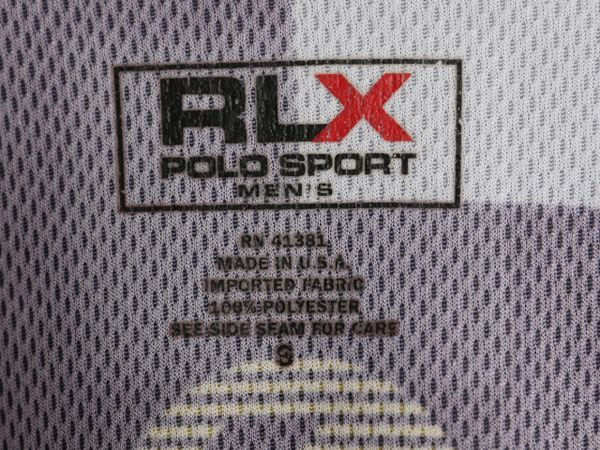 RLX
POLO SPORT
MEN'S
RN 41381
MADE IN U.S.A.
IMPORTED FABRIC
100% POLYESTER
SEE SIDE SEAM FOR CARE
S